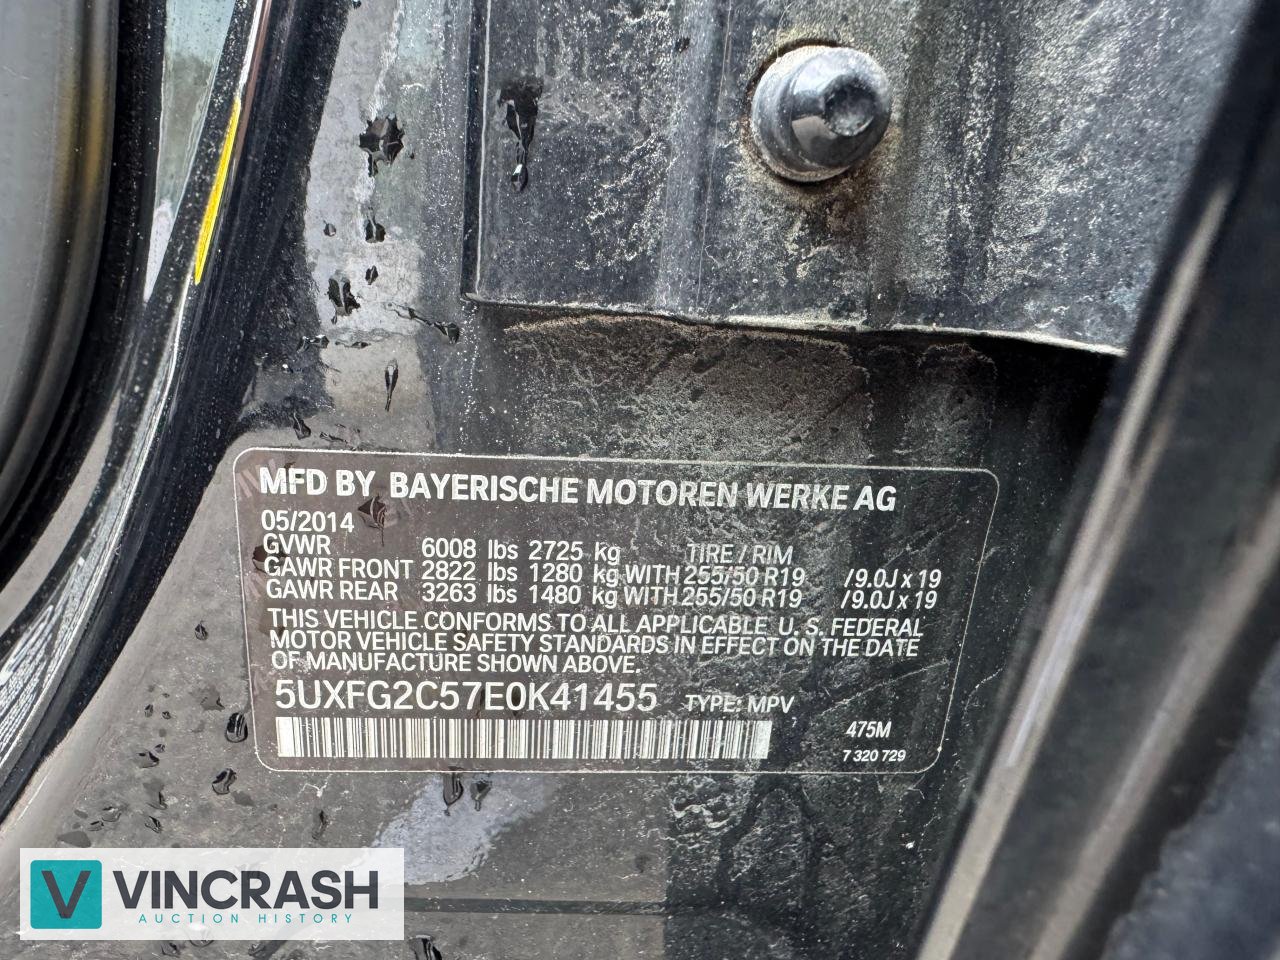 MFD BY BAYERISCHE MOTOREN WERKE AG
05/2014
GVWR 6008 lbs 2725 kg TIRE / RIM
GAWR FRONT 2822 lbs 1280 kg WITH 255/50 R19 /9.0J x 19
GAWR REAR 3263 lbs 1480 kg WITH 255/50 R19 /9.0J x 19
THIS VEHICLE CONFORMS TO ALL APPLICABLE U. S. FEDERAL
MOTOR VEHICLE SAFETY STANDARDS IN EFFECT ON THE DATE
OF MANUFACTURE SHOWN ABOVE.
5UXFG2C57E0K41455 TYPE: MPV
475M
7 320 729
V VINCRASH
AUCTION HISTORY